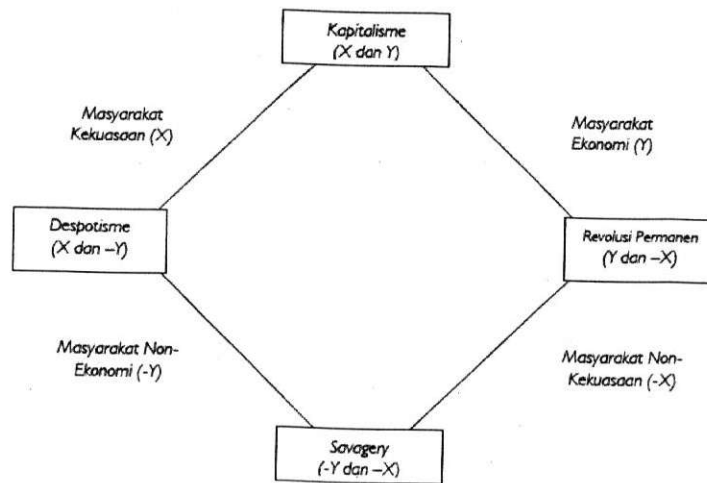 Kapitalisme
(X dan Y)
Masyarakat
Kekuasaan (X)
Masyarakat
Ekonomi (Y)
Despotisme
(X dan –Y)
Revolusi Permanen
(Y dan –X)
Masyarakat Non-
Ekonomi (-Y)
Masyarakat Non-
Kekuasaan (-X)
Savagery
(-Y dan –X)